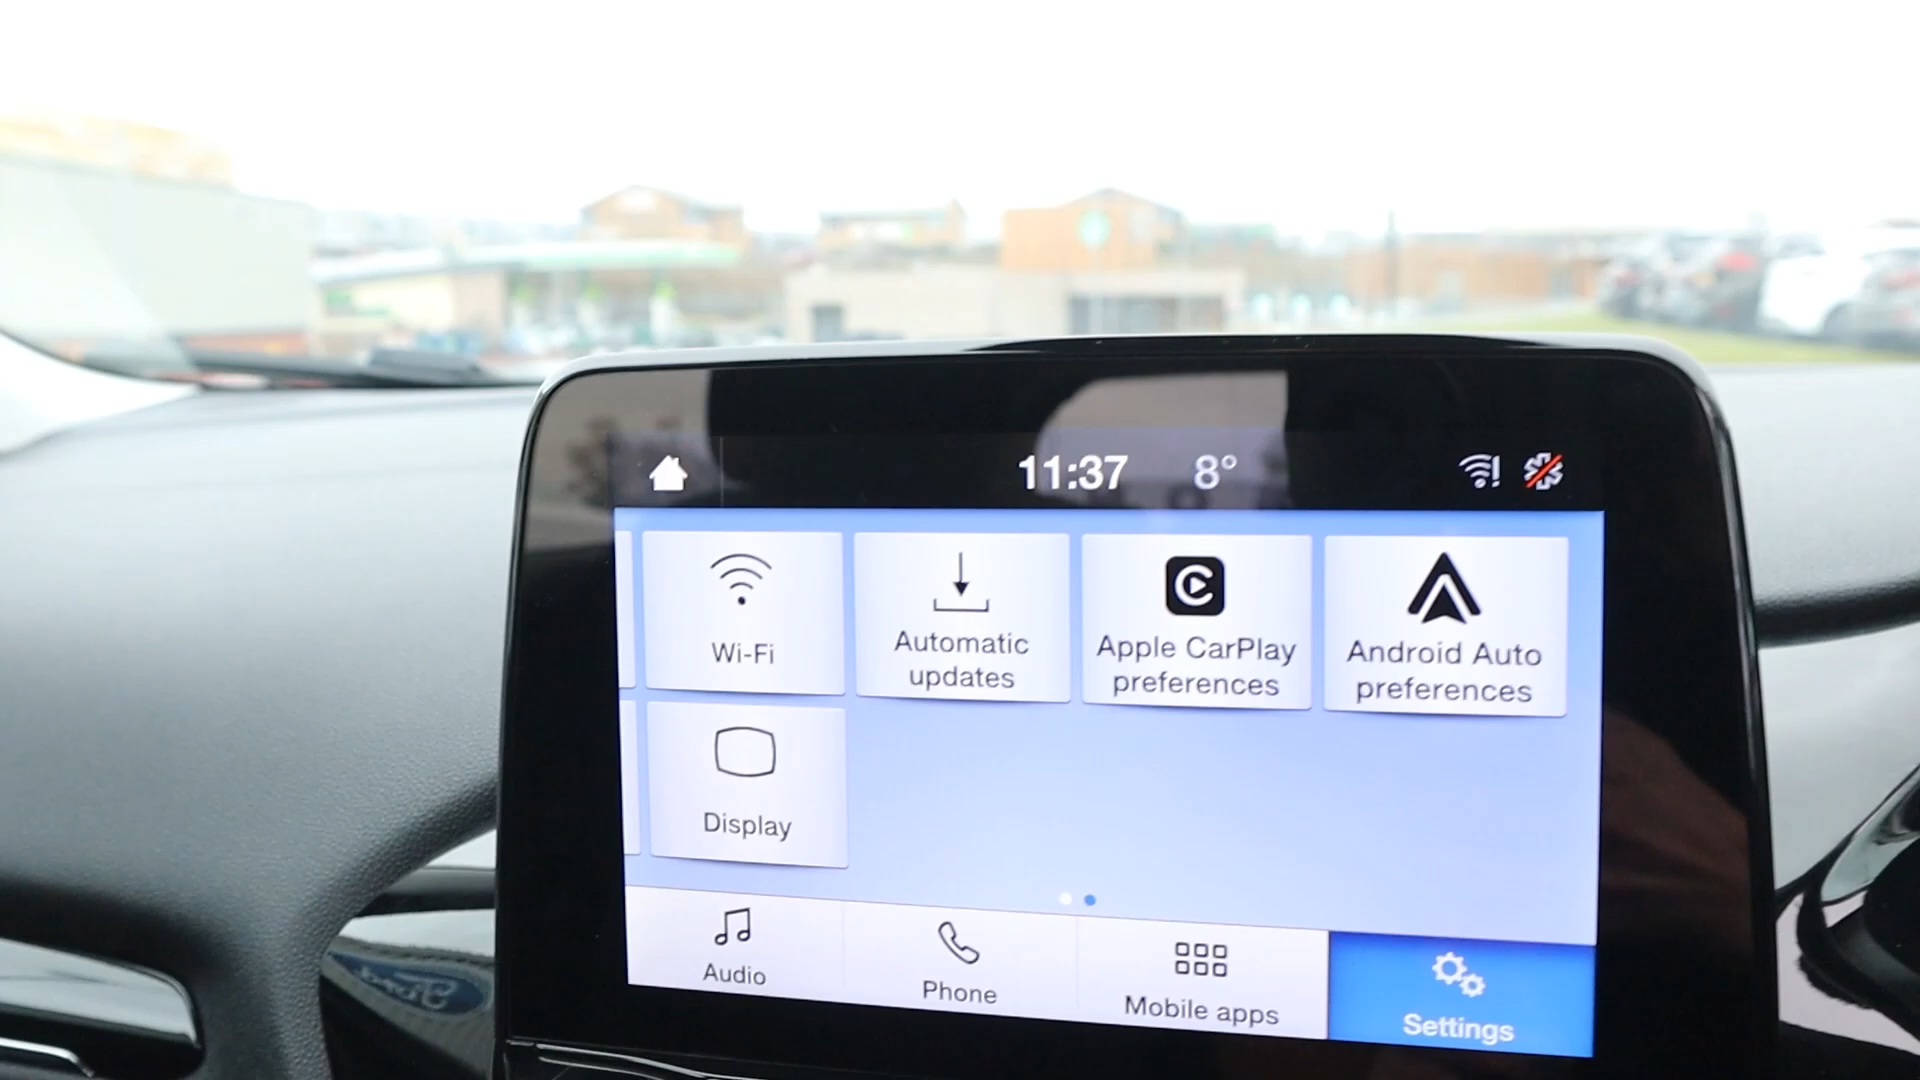 11:37 8°
Wi-Fi
Automatic
updates
Apple CarPlay
preferences
Android Auto
preferences
Display
Audio
Phone
Mobile apps
Settings
Ford